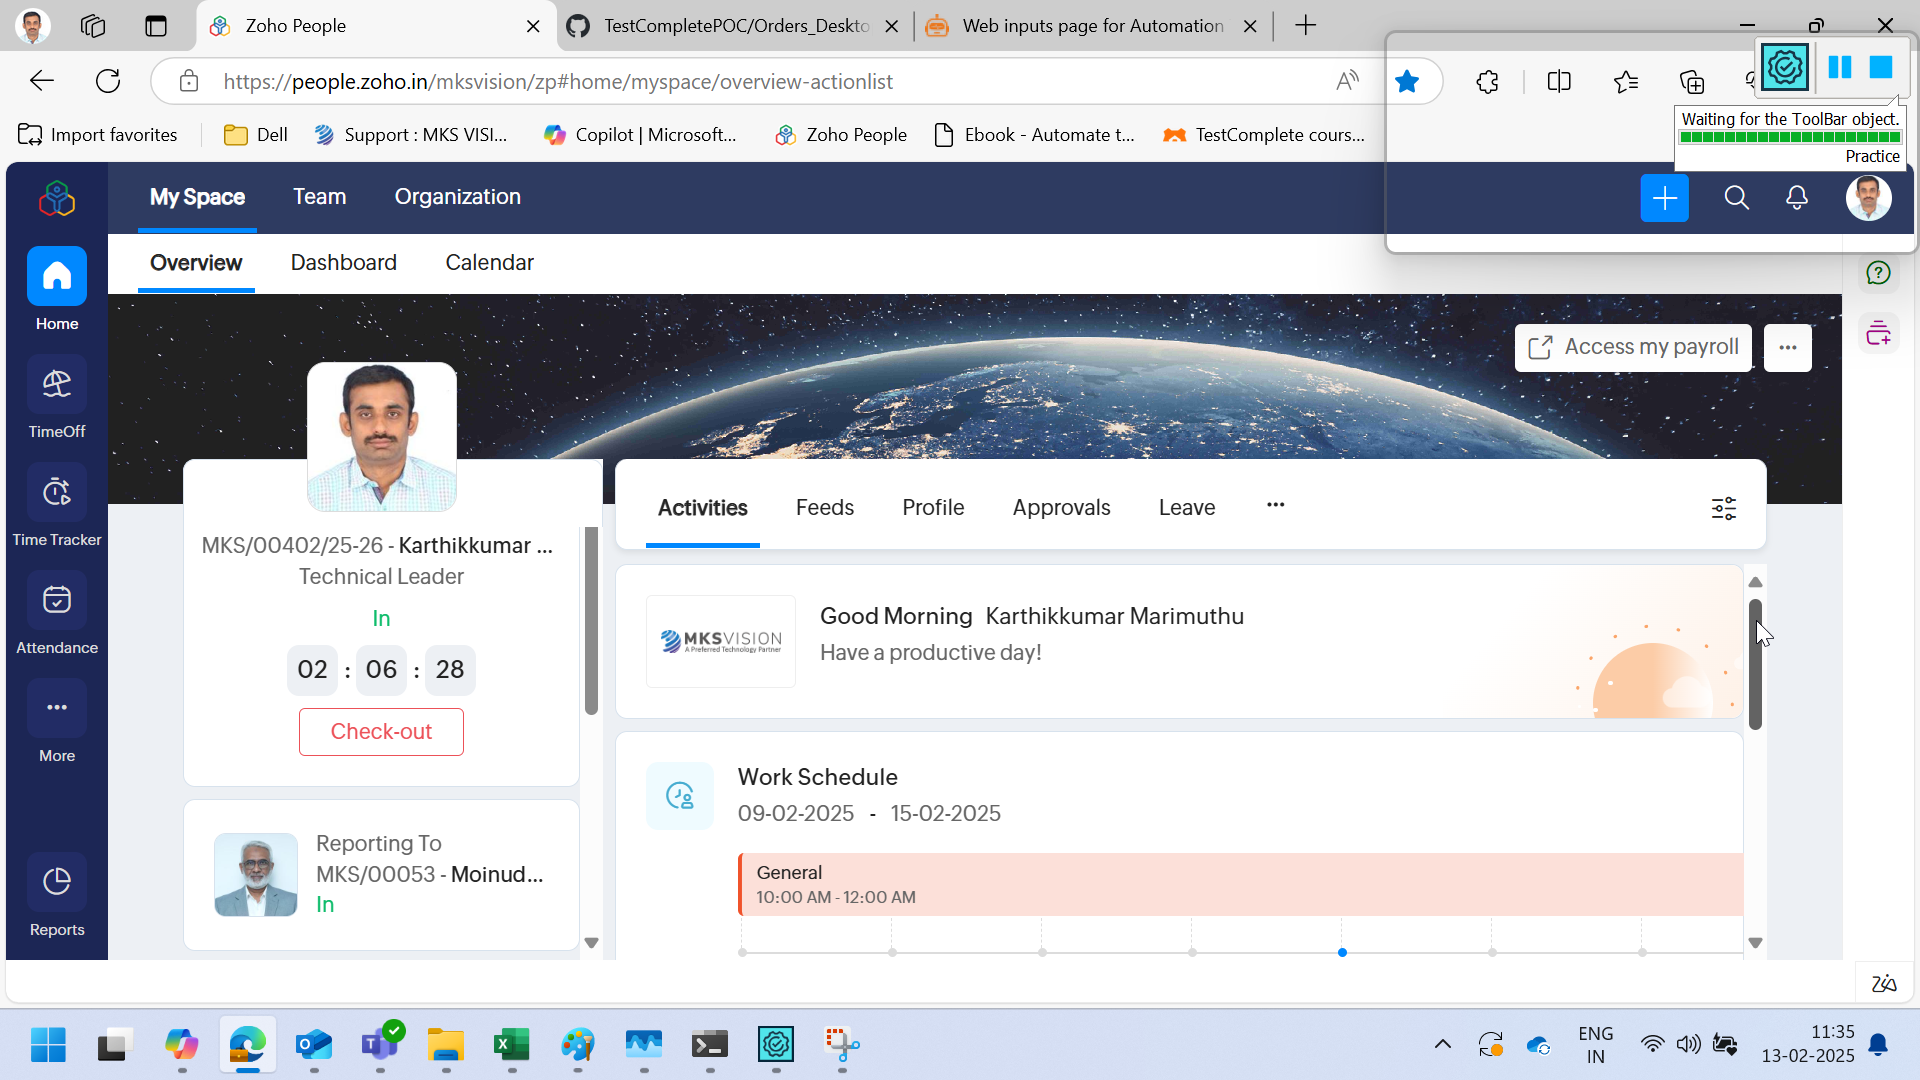 Zoho People
TestCompletePOC/Orders_Deskto
Web inputs page for Automation
https://people.zoho.in/mksvision/zp#home/myspace/overview-actionlist
Import favorites
Dell
Support : MKS VISI...
Copilot | Microsoft...
Zoho People
Ebook - Automate t...
TestComplete cours...
Waiting for the ToolBar object.
Practice
My Space
Team
Organization
Overview
Dashboard
Calendar
Home
TimeOff
Time Tracker
Attendance
More
Reports
Access my payroll
MKS/00402/25-26 - Karthikkumar ...
Technical Leader
In
02 : 06 : 28
Check-out
Reporting To
MKS/00053 - Moinud...
In
Activities
Feeds
Profile
Approvals
Leave
MKSVISION
A Preferred Technology Partner
Good Morning Karthikkumar Marimuthu
Have a productive day!
Work Schedule
09-02-2025 - 15-02-2025
General
10:00 AM - 12:00 AM
ENG
IN
11:35
13-02-2025